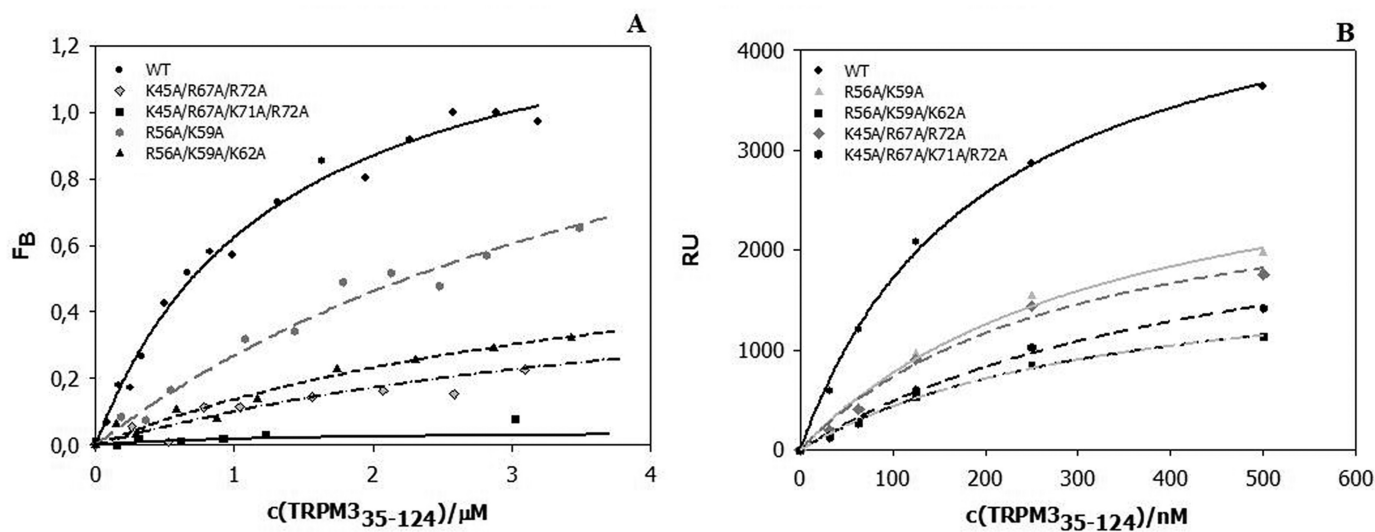 A
1,2
1,0
0,8
0,6
0,4
0,2
0,0
F_B
WT
K45A/R67A/R72A
K45A/R67A/K71A/R72A
R56A/K59A
R56A/K59A/K62A
0 1 2 3 4
c(TRPM3₃₅₋₁₂₄)/μM
B
4000
3000
2000
1000
0
RU
WT
R56A/K59A
R56A/K59A/K62A
K45A/R67A/R72A
K45A/R67A/K71A/R72A
0 100 200 300 400 500 600
c(TRPM3₃₅₋₁₂₄)/nM